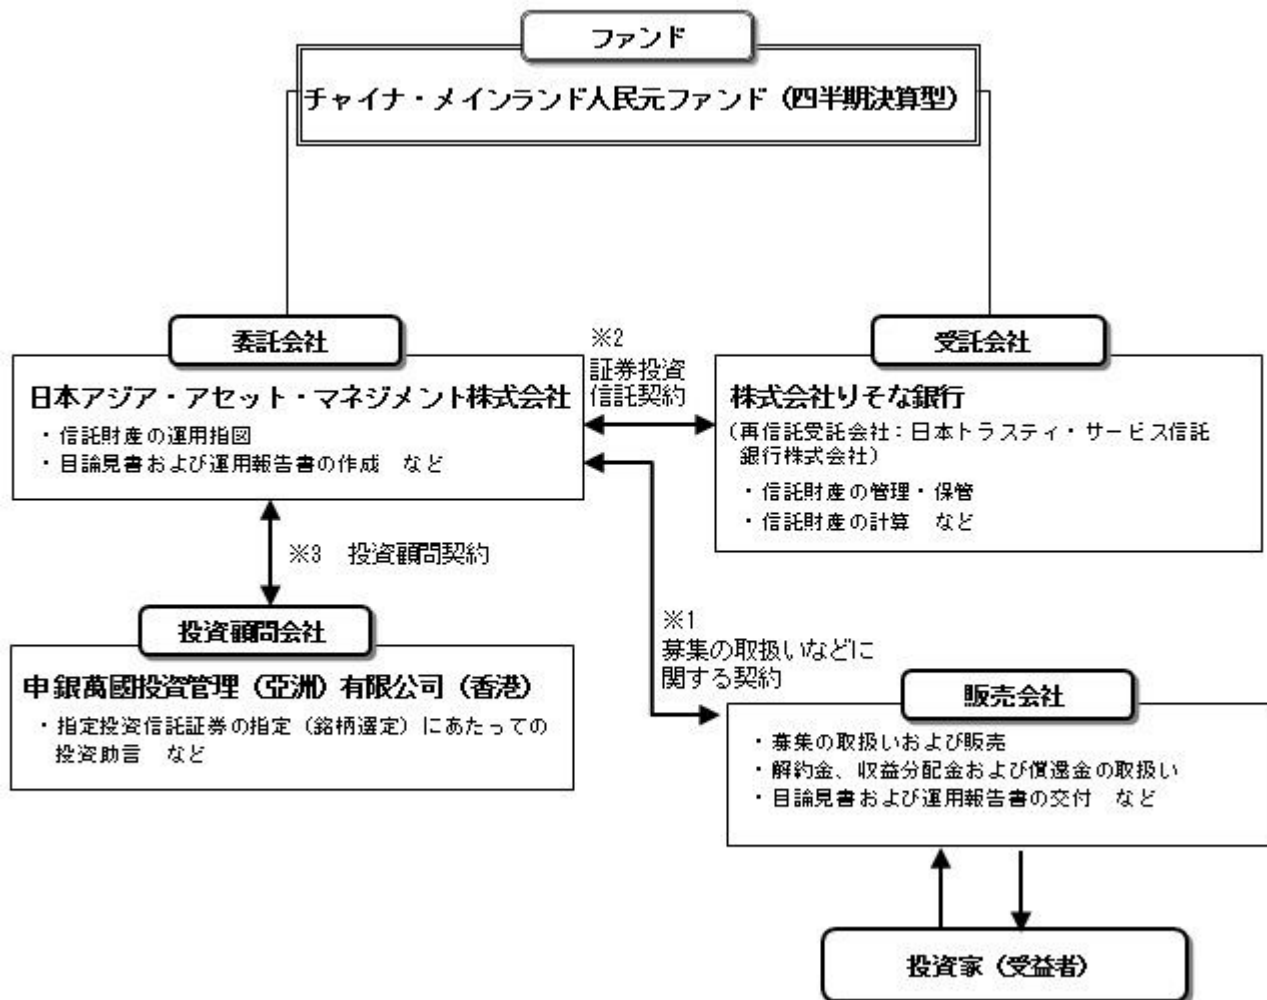 ファンド
チャイナ・メインランド人民元ファンド（四半期決算型）
委託会社
日本アジア・アセット・マネジメント株式会社
・信託財産の運用指図
・目論見書および運用報告書の作成　など
※2
証券投資
信託契約
受託会社
株式会社りそな銀行
（再信託受託会社：日本トラスティ・サービス信託
銀行株式会社）
・信託財産の管理・保管
・信託財産の計算　など
※3　投資顧問契約
投資顧問会社
申銀萬國投資管理（亞洲）有限公司（香港）
・指定投資信託証券の指定（銘柄選定）にあたっての
投資助言　など
※1
募集の取扱いなどに
関する契約
販売会社
・募集の取扱いおよび販売
・解約金、収益分配金および償還金の取扱い
・目論見書および運用報告書の交付　など
投資家（受益者）